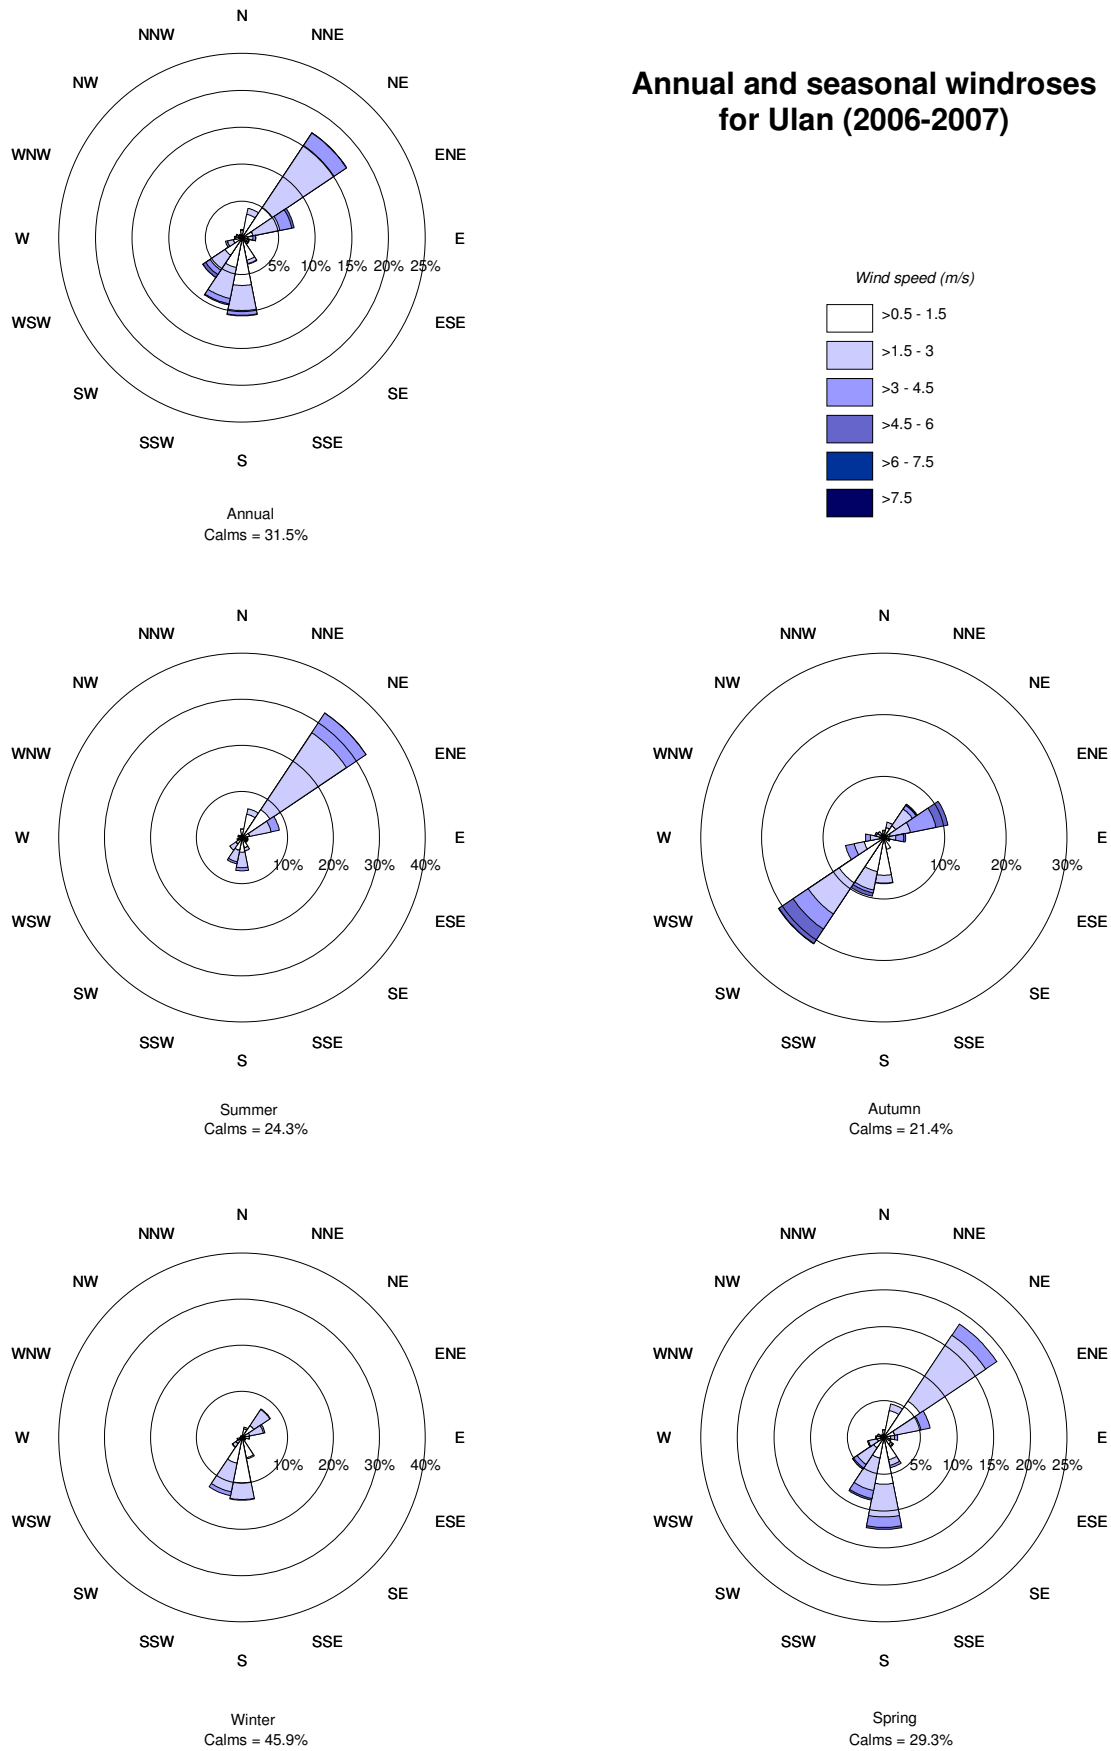 Annual and seasonal windroses
for Ulan (2006-2007)
Wind speed (m/s)
>0.5 - 1.5
>1.5 - 3
>3 - 4.5
>4.5 - 6
>6 - 7.5
>7.5
N
NNW NNE
NW NE
WNW ENE
W E
5% 10% 15% 20% 25%
WSW ESE
SW SE
SSW SSE
S
Annual
Calms = 31.5%
N
NNW NNE
NW NE
WNW ENE
W E
10% 20% 30% 40%
WSW ESE
SW SE
SSW SSE
S
Summer
Calms = 24.3%
N
NNW NNE
NW NE
WNW ENE
W E
10% 20% 30%
WSW ESE
SW SE
SSW SSE
S
Autumn
Calms = 21.4%
N
NNW NNE
NW NE
WNW ENE
W E
10% 20% 30% 40%
WSW ESE
SW SE
SSW SSE
S
Winter
Calms = 45.9%
N
NNW NNE
NW NE
WNW ENE
W E
5% 10% 15% 20% 25%
WSW ESE
SW SE
SSW SSE
S
Spring
Calms = 29.3%